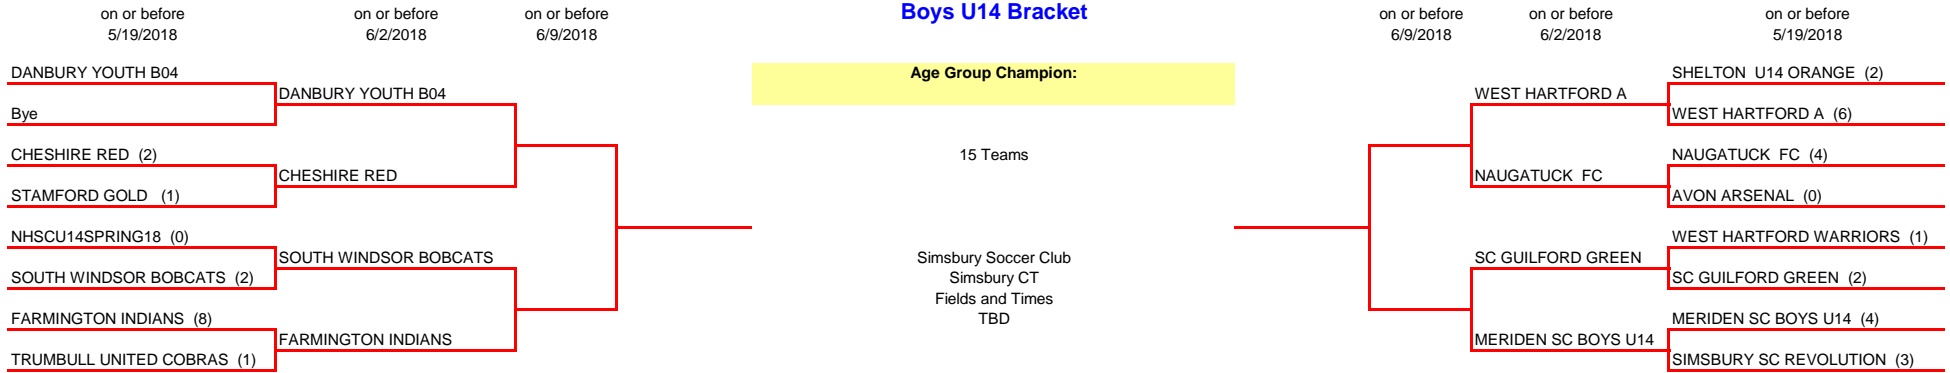 Boys U14 Bracket
on or before
5/19/2018
on or before
6/2/2018
on or before
6/9/2018
on or before
6/9/2018
on or before
6/2/2018
on or before
5/19/2018
DANBURY YOUTH B04
Bye
CHESHIRE RED (2)
STAMFORD GOLD (1)
NHSCU14SPRING18 (0)
SOUTH WINDSOR BOBCATS (2)
FARMINGTON INDIANS (8)
TRUMBULL UNITED COBRAS (1)
DANBURY YOUTH B04
CHESHIRE RED
SOUTH WINDSOR BOBCATS
FARMINGTON INDIANS
Age Group Champion:
15 Teams
Simsbury Soccer Club
Simsbury CT
Fields and Times
TBD
WEST HARTFORD A
NAUGATUCK FC
SC GUILFORD GREEN
MERIDEN SC BOYS U14
SHELTON U14 ORANGE (2)
WEST HARTFORD A (6)
NAUGATUCK FC (4)
AVON ARSENAL (0)
WEST HARTFORD WARRIORS (1)
SC GUILFORD GREEN (2)
MERIDEN SC BOYS U14 (4)
SIMSBURY SC REVOLUTION (3)